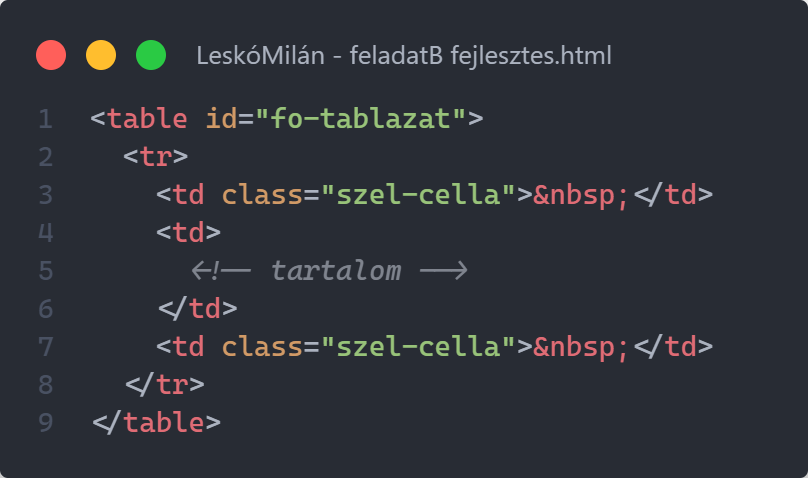 LeskóMilán - feladatB fejlesztes.html
1 <table id="fo-tablazat">
2 <tr>
3 <td class="szel-cella">&nbsp;</td>
4 <td>
5 <!-- tartalom -->
6 </td>
7 <td class="szel-cella">&nbsp;</td>
8 </tr>
9 </table>